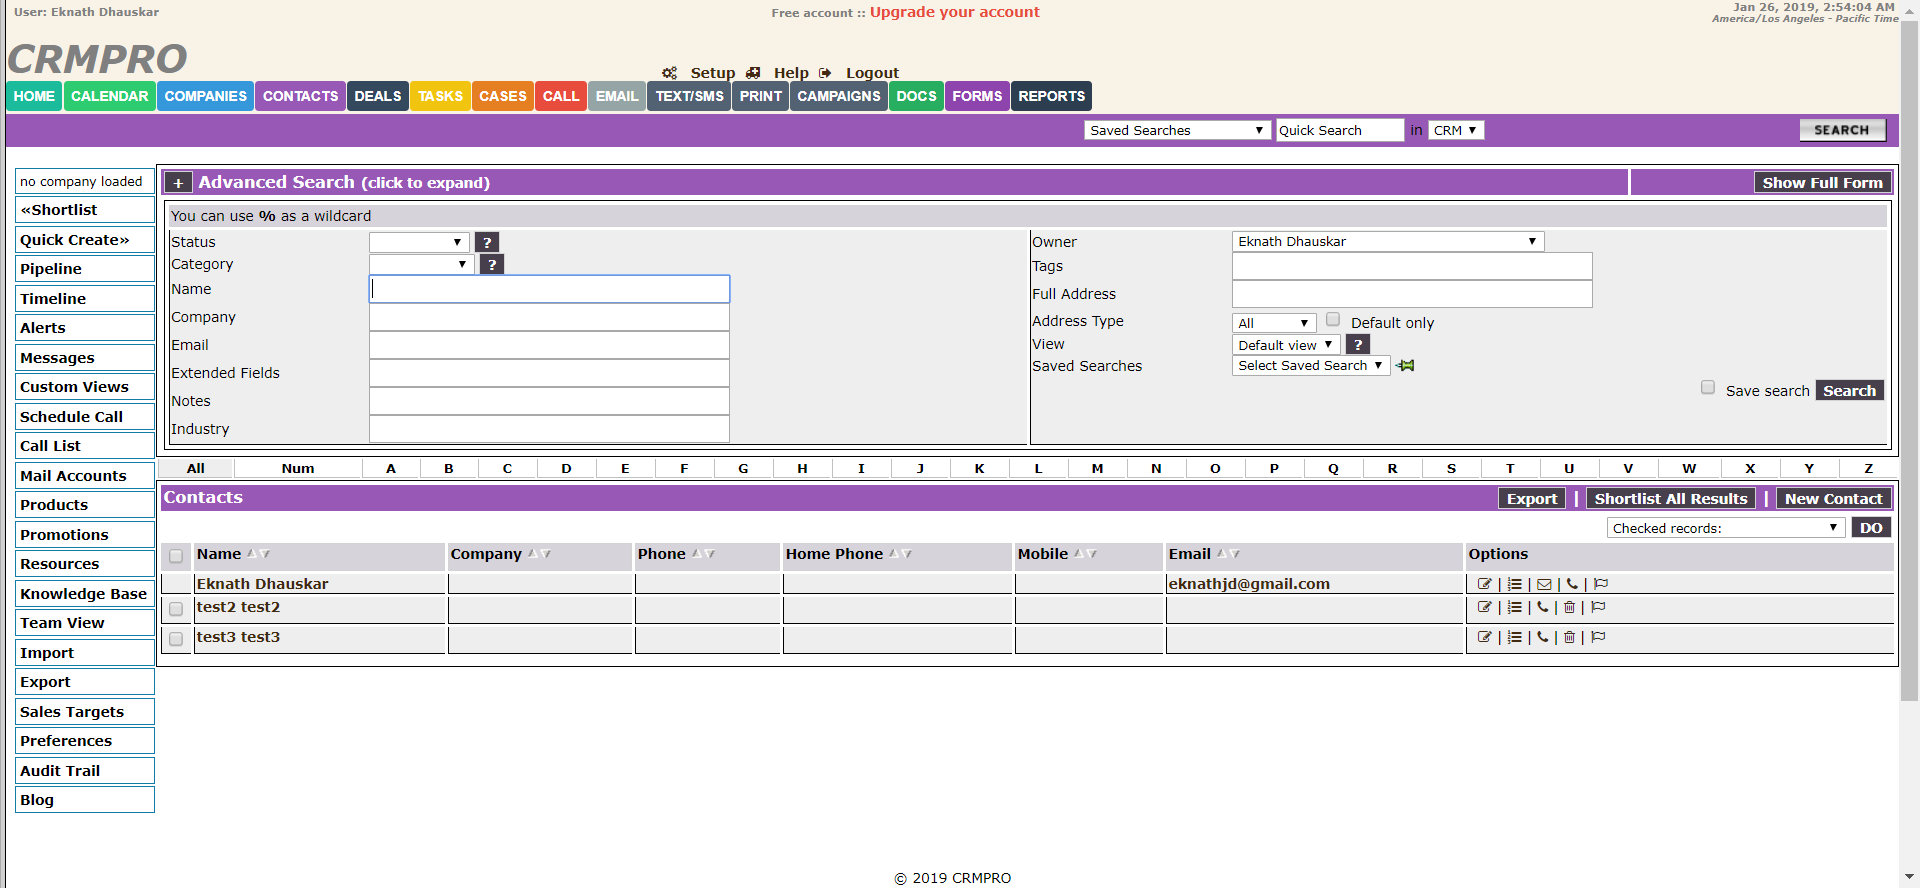 User: Eknath Dhauskar
Free account :: Upgrade your account
Jan 26, 2019, 2:54:04 AM
America/Los Angeles - Pacific Time
CRMPRO
Setup Help Logout
HOME CALENDAR COMPANIES CONTACTS DEALS TASKS CASES CALL EMAIL TEXT/SMS PRINT CAMPAIGNS DOCS FORMS REPORTS
Saved Searches Quick Search in CRM SEARCH
no company loaded
«Shortlist
Quick Create»
Pipeline
Timeline
Alerts
Messages
Custom Views
Schedule Call
Call List
Mail Accounts
Products
Promotions
Resources
Knowledge Base
Team View
Import
Export
Sales Targets
Preferences
Audit Trail
Blog
+ Advanced Search (click to expand) Show Full Form
You can use % as a wildcard
Status ?
Category ?
Name
Company
Email
Extended Fields
Notes
Industry
Owner Eknath Dhauskar
Tags
Full Address
Address Type All Default only
View Default view ?
Saved Searches Select Saved Search
Save search Search
All Num A B C D E F G H I J K L M N O P Q R S T U V W X Y Z
Contacts Export | Shortlist All Results | New Contact
Checked records: DO
Name Company Phone Home Phone Mobile Email Options
Eknath Dhauskar eknathjd@gmail.com | | | |
test2 test2 | | | |
test3 test3 | | | |
© 2019 CRMPRO